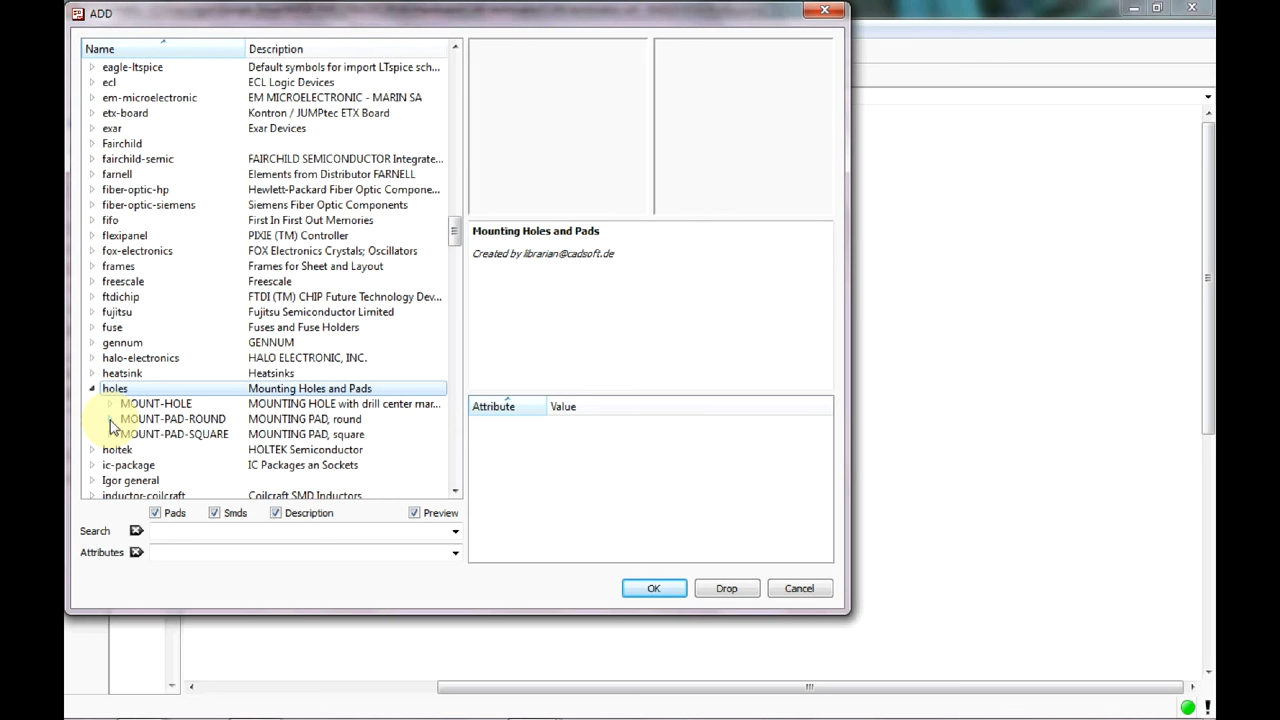 ADD
Name Description
eagle-ltspice Default symbols for import LTspice sch...
ecl ECL Logic Devices
em-microelectronic EM MICROELECTRONIC - MARIN SA
etx-board Kontron / JUMPtec ETX Board
exar Exar Devices
Fairchild
fairchild-semic FAIRCHILD SEMICONDUCTOR Integrate...
farnell Elements from Distributor FARNELL
fiber-optic-hp Hewlett-Packard Fiber Optic Compone...
fiber-optic-siemens Siemens Fiber Optic Components
fifo First In First Out Memories
flexipanel PIXIE (TM) Controller
fox-electronics FOX Electronics Crystals; Oscillators
frames Frames for Sheet and Layout
freescale Freescale
ftdichip FTDI (TM) CHIP Future Technology Dev...
fujitsu Fujitsu Semiconductor Limited
fuse Fuses and Fuse Holders
gennum GENNUM
halo-electronics HALO ELECTRONIC, INC.
heatsink Heatsinks
holes Mounting Holes and Pads
MOUNT-HOLE MOUNTING HOLE with drill center mar...
MOUNT-PAD-ROUND MOUNTING PAD, round
MOUNT-PAD-SQUARE MOUNTING PAD, square
holtek HOLTEK Semiconductor
ic-package IC Packages an Sockets
Igor general
inductor-coilcraft Coilcraft SMD Inductors
Pads Smds Description Preview
Search
Attributes
Mounting Holes and Pads
Created by librarian@cadsoft.de
Attribute Value
OK Drop Cancel